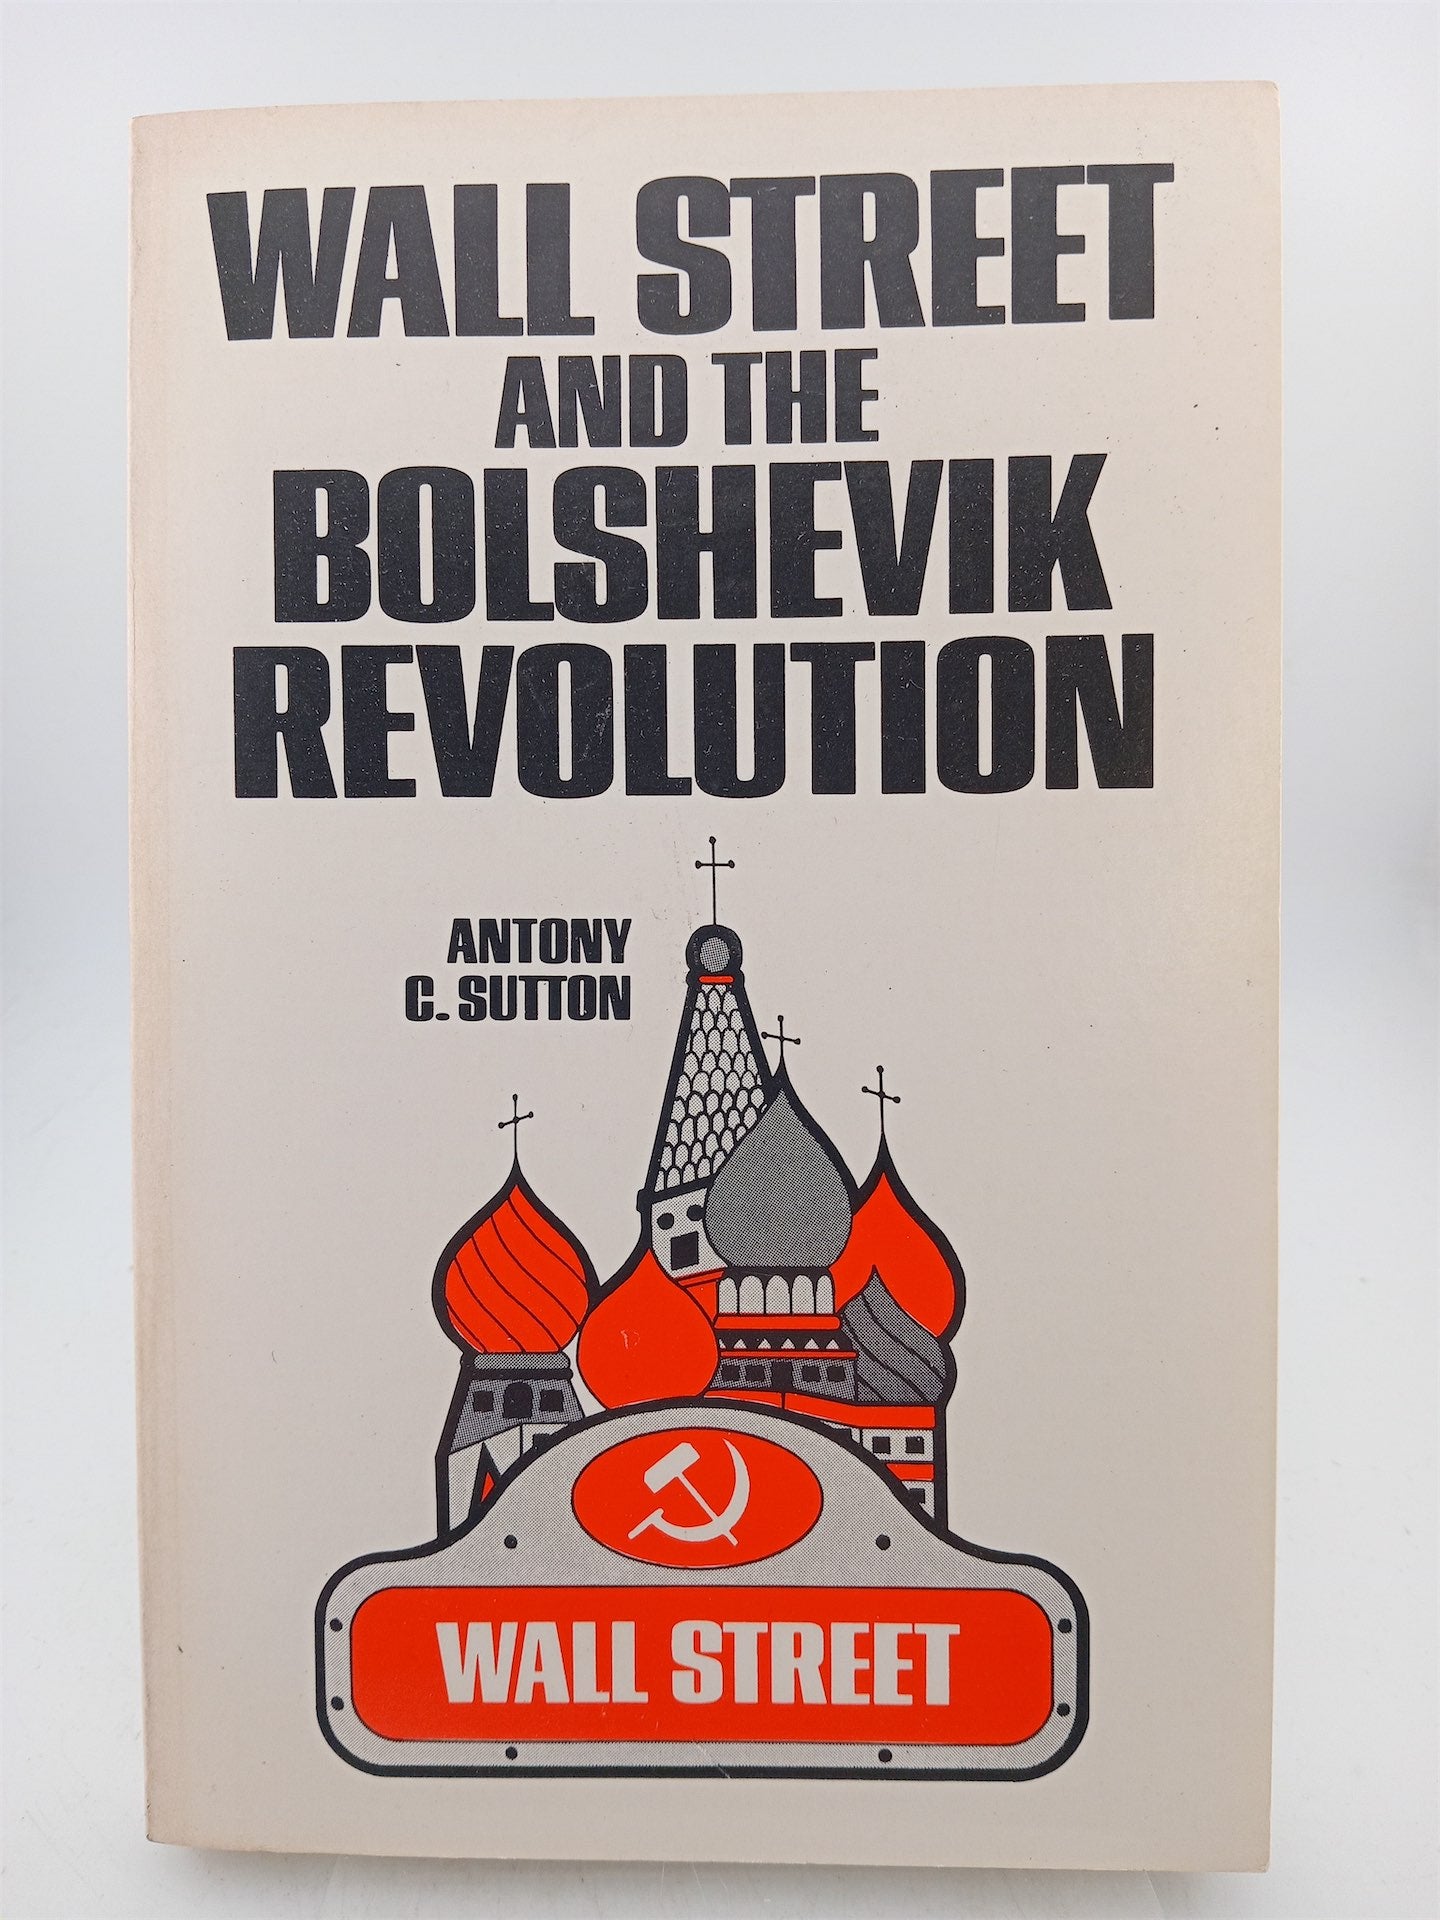 WALL STREET
AND THE
BOLSHEVIK
REVOLUTION
ANTONY
C. SUTTON
WALL STREET